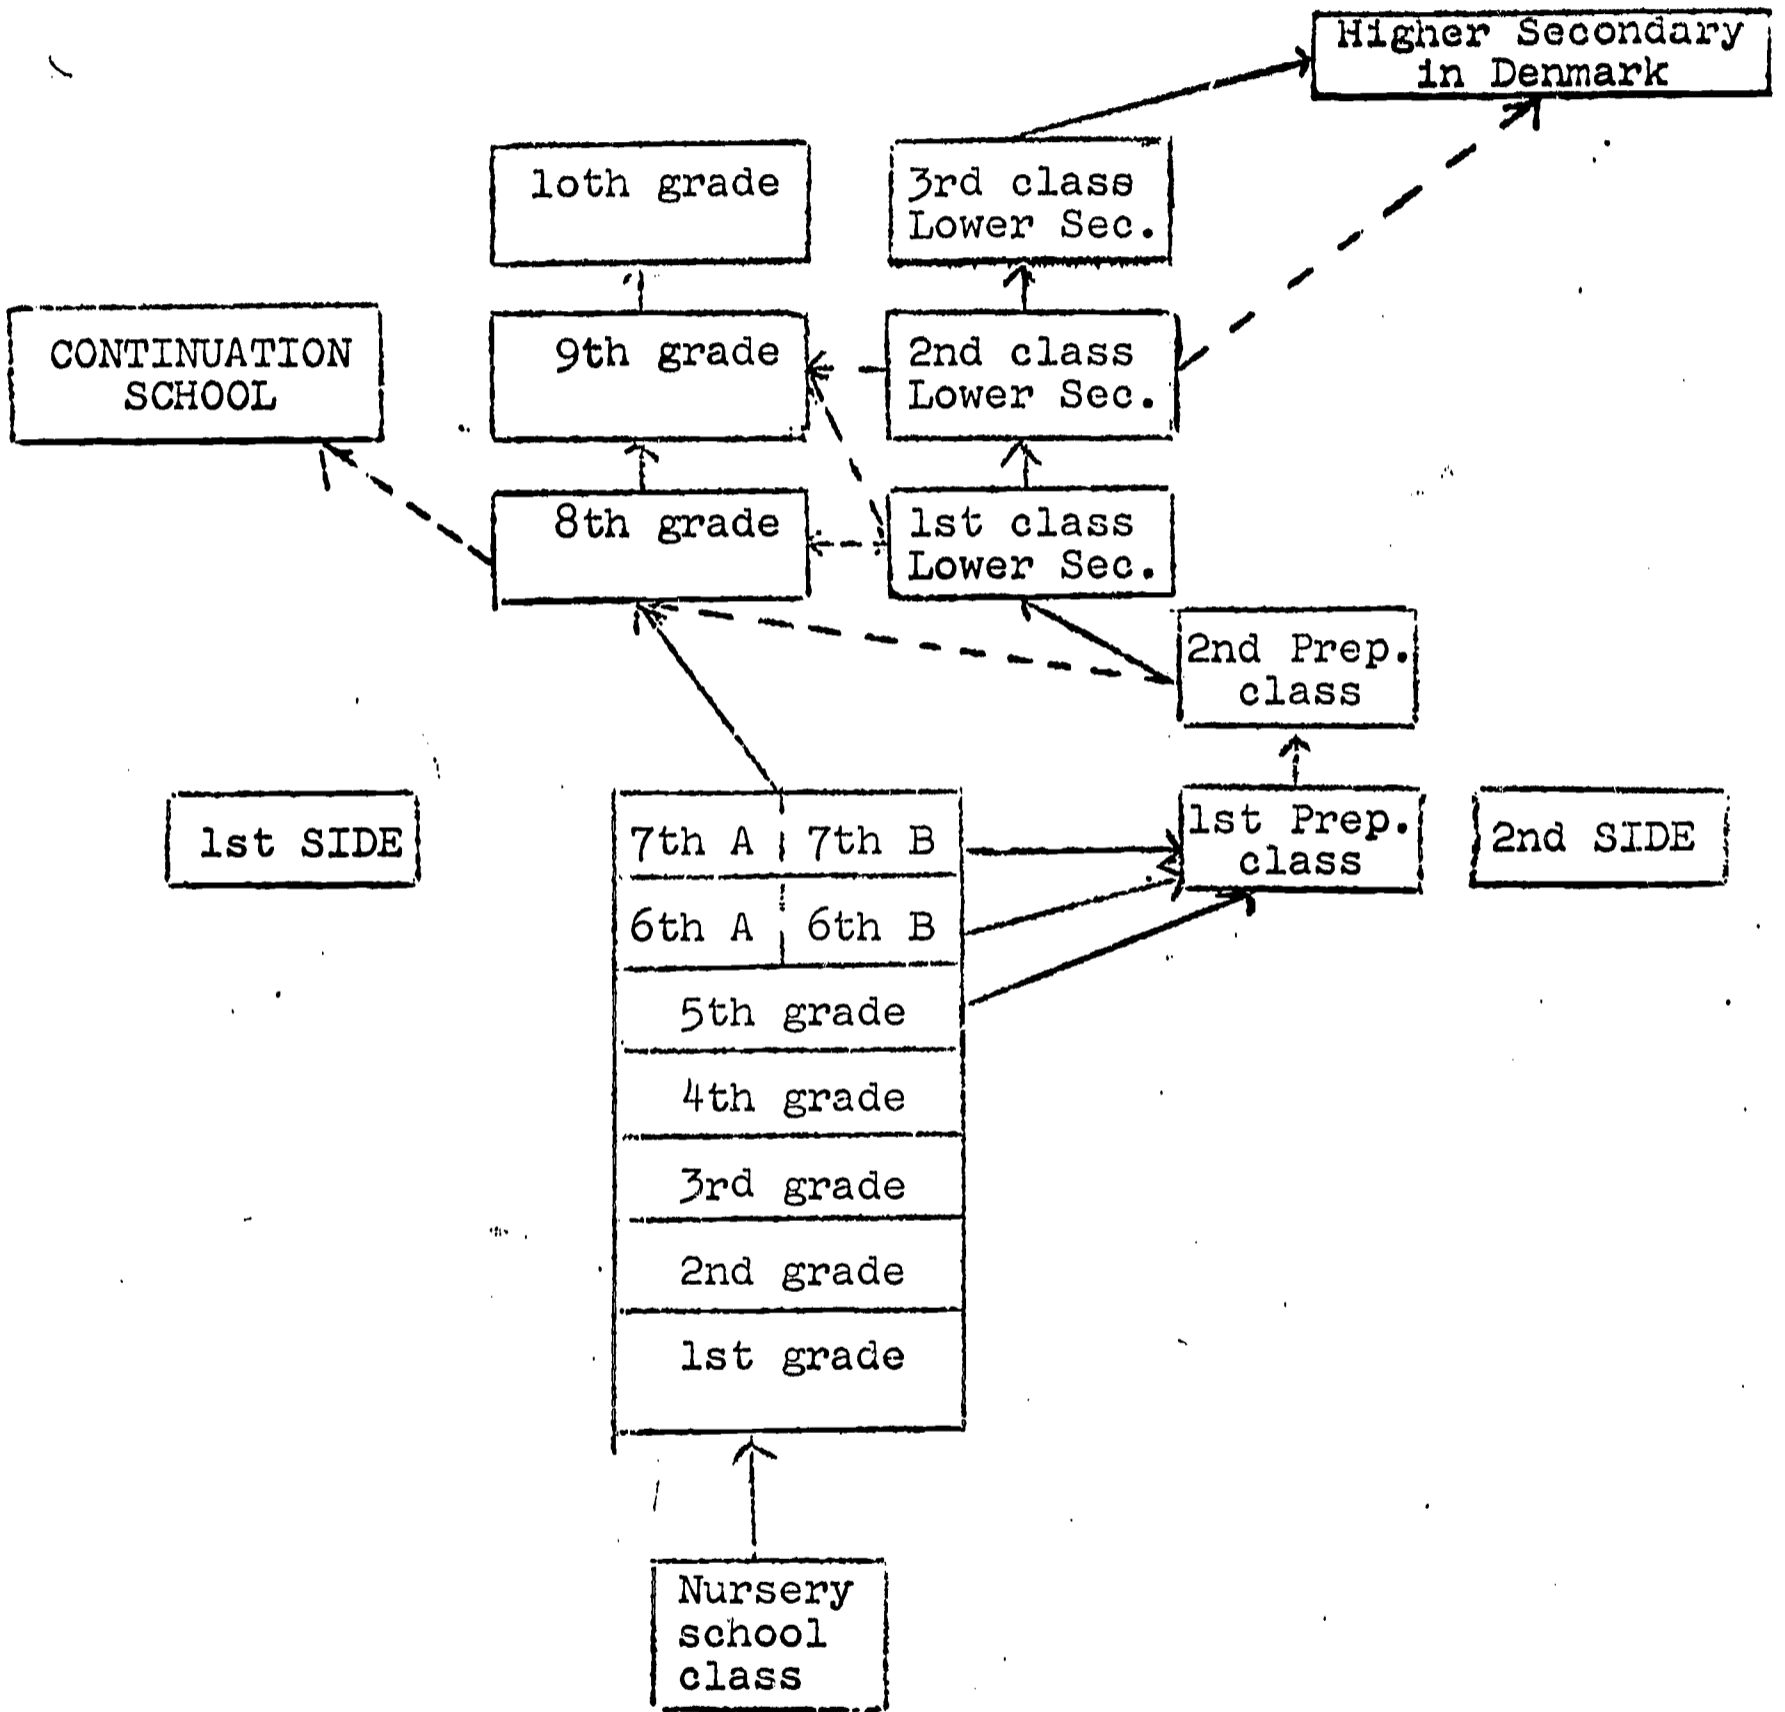 Higher Secondary
in Denmark
loth grade
3rd class
Lower Sec.
CONTINUATION
SCHOOL
9th grade
2nd class
Lower Sec.
8th grade
1st class
Lower Sec.
2nd Prep.
class
1st SIDE
7th A
7th B
1st Prep.
class
2nd SIDE
6th A
6th B
5th grade
4th grade
3rd grade
2nd grade
1st grade
Nursery
school
class